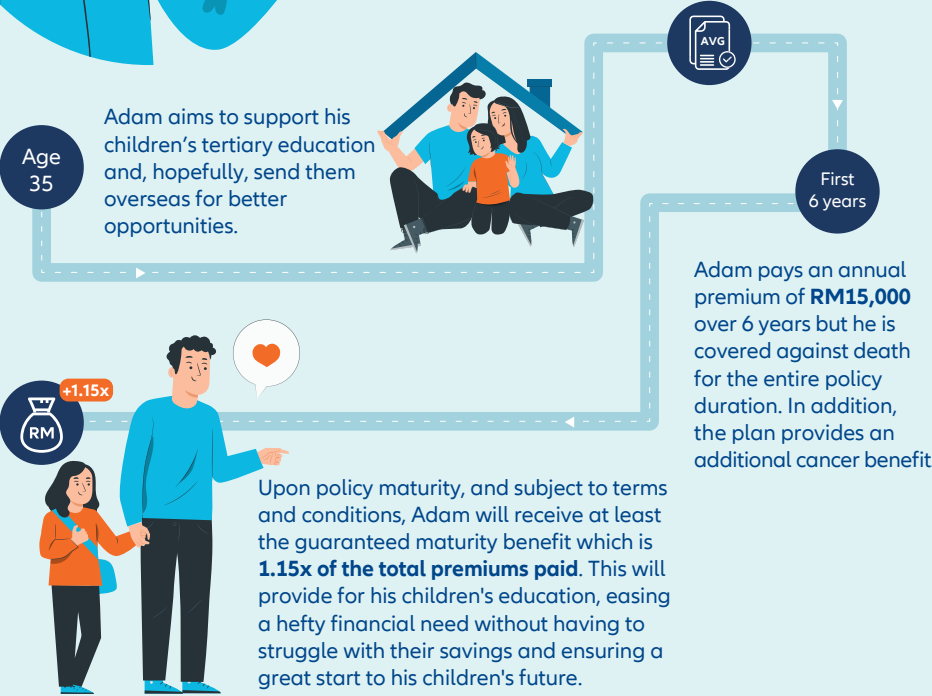 AVG
Age
35
Adam aims to support his
children’s tertiary education
and, hopefully, send them
overseas for better
opportunities.
First
6 years
Adam pays an annual
premium of RM15,000
over 6 years but he is
covered against death
for the entire policy
duration. In addition,
the plan provides an
additional cancer benefit
+1.15x
RM
Upon policy maturity, and subject to terms
and conditions, Adam will receive at least
the guaranteed maturity benefit which is
1.15x of the total premiums paid. This will
provide for his children's education, easing
a hefty financial need without having to
struggle with their savings and ensuring a
great start to his children's future.